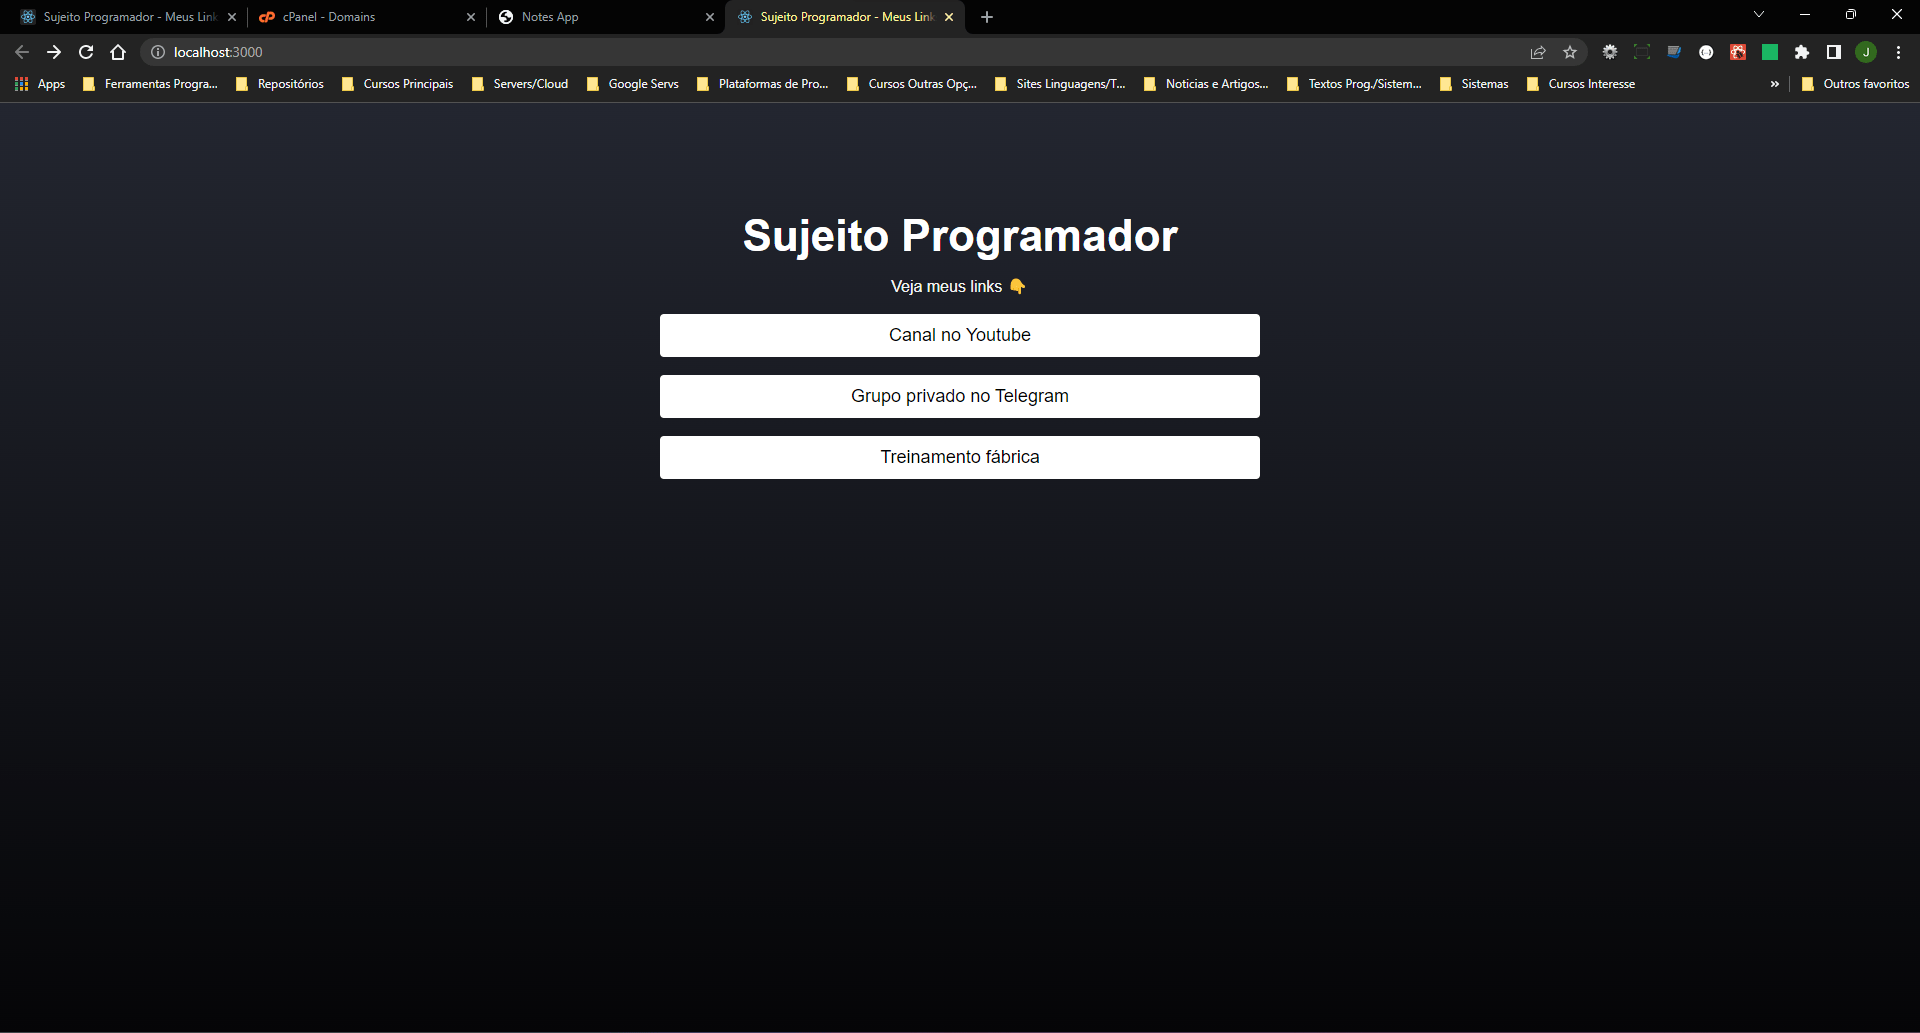 Sujeito Programador - Meus Link
cPanel - Domains
Notes App
Sujeito Programador - Meus Link
localhost:3000
J
Apps
Ferramentas Progra...
Repositórios
Cursos Principais
Servers/Cloud
Google Servs
Plataformas de Pro...
Cursos Outras Opç...
Sites Linguagens/T...
Noticias e Artigos...
Textos Prog./Sistem...
Sistemas
Cursos Interesse
»
Outros favoritos
Sujeito Programador
Veja meus links 👇
Canal no Youtube
Grupo privado no Telegram
Treinamento fábrica